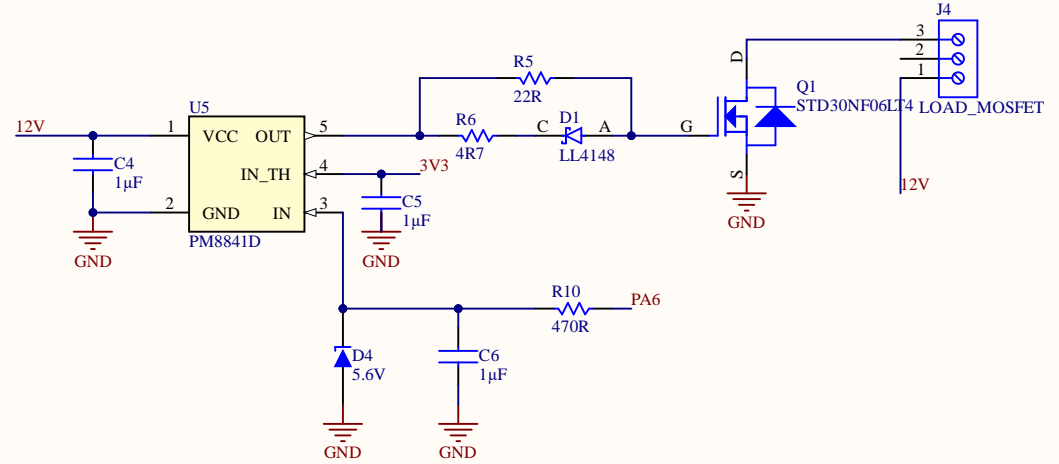 J4
3
2
1
LOAD_MOSFET
12V
D
Q1
STD30NF06LT4
G
S
GND
R5
22R
R6
4R7
C
D1
A
LL4148
U5
12V
1
VCC
OUT
5
IN_TH
4
3V3
C4
1µF
2
GND
IN
3
C5
1µF
PM8841D
GND
GND
R10
PA6
470R
D4
5.6V
C6
1µF
GND
GND